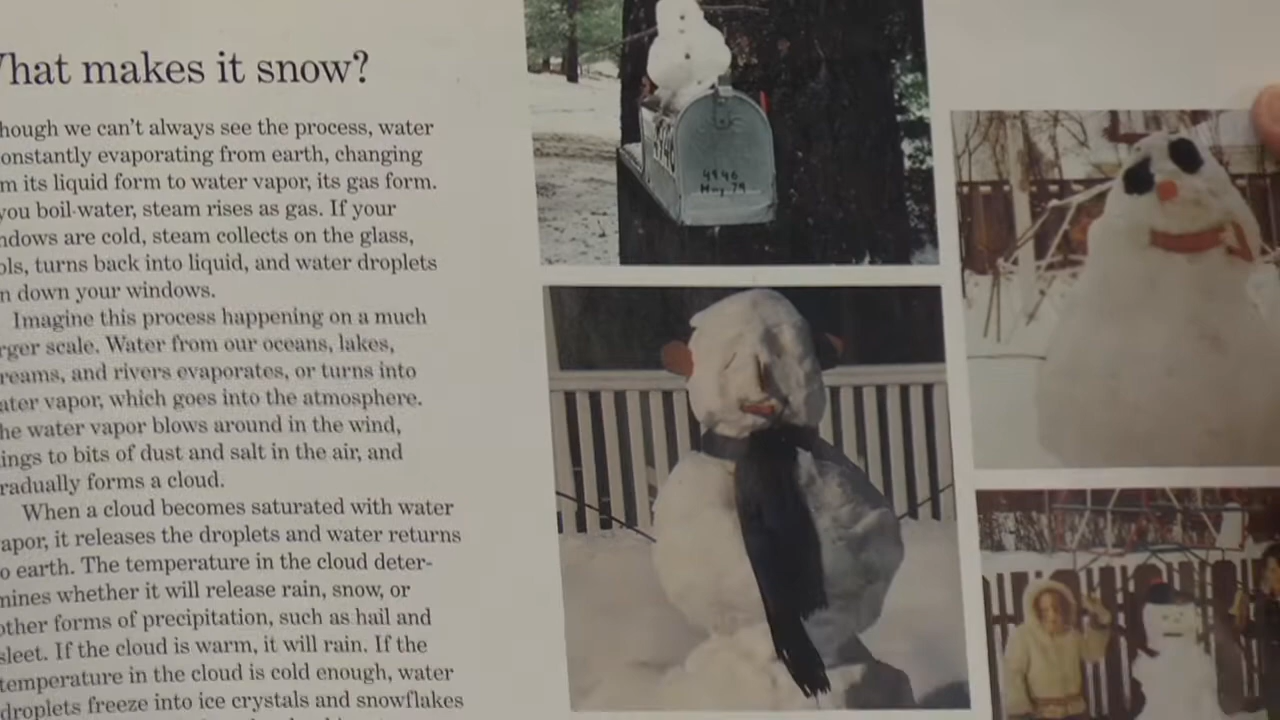 What makes it snow?
hough we can't always see the process, water
onstantly evaporating from earth, changing
m its liquid form to water vapor, its gas form.
you boil water, steam rises as gas. If your
ndows are cold, steam collects on the glass,
ols, turns back into liquid, and water droplets
n down your windows.
Imagine this process happening on a much
rger scale. Water from our oceans, lakes,
reams, and rivers evaporates, or turns into
ater vapor, which goes into the atmosphere.
he water vapor blows around in the wind,
ings to bits of dust and salt in the air, and
radually forms a cloud.
When a cloud becomes saturated with water
apor, it releases the droplets and water returns
o earth. The temperature in the cloud deter-
mines whether it will release rain, snow, or
other forms of precipitation, such as hail and
sleet. If the cloud is warm, it will rain. If the
temperature in the cloud is cold enough, water
droplets freeze into ice crystals and snowflakes
4946
Hwy. 79